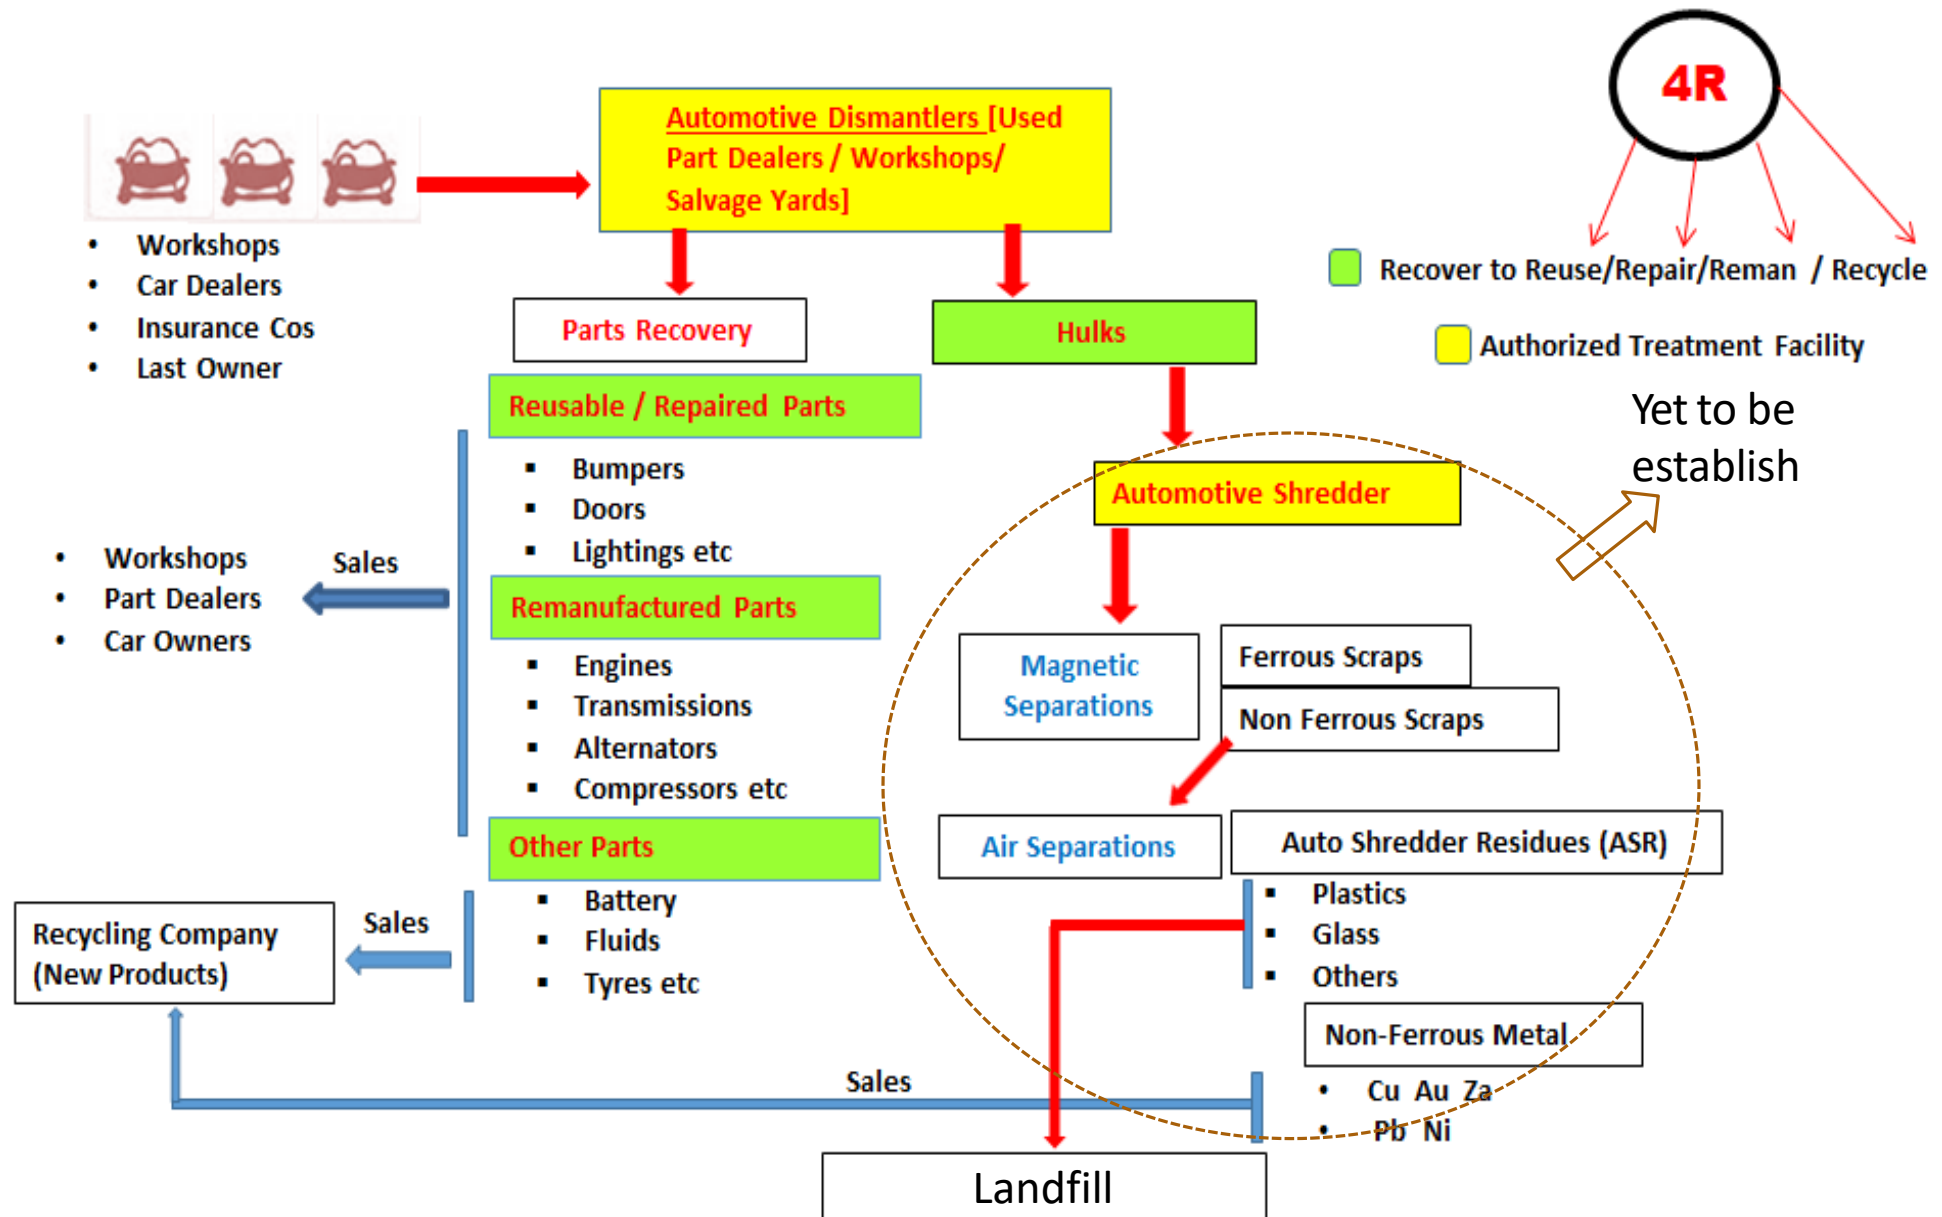 4R
Automotive Dismantlers [Used
Part Dealers / Workshops/
Salvage Yards]
• Workshops
• Car Dealers
• Insurance Cos
• Last Owner
Recover to Reuse/Repair/Reman / Recycle
Authorized Treatment Facility
Yet to be
establish
Parts Recovery
Hulks
Reusable / Repaired Parts
▪ Bumpers
▪ Doors
▪ Lightings etc
Automotive Shredder
• Workshops
• Part Dealers
• Car Owners
Sales
Remanufactured Parts
▪ Engines
▪ Transmissions
▪ Alternators
▪ Compressors etc
Magnetic
Separations
Ferrous Scraps
Non Ferrous Scraps
Other Parts
▪ Battery
▪ Fluids
▪ Tyres etc
Air Separations
Auto Shredder Residues (ASR)
▪ Plastics
▪ Glass
▪ Others
Recycling Company
(New Products)
Sales
Non-Ferrous Metal
• Cu Au Za
• Pb Ni
Sales
Landfill